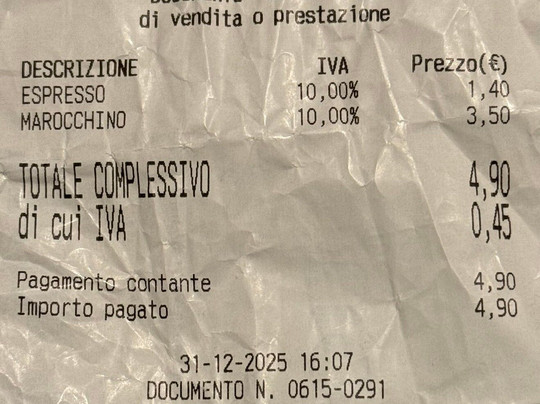 di vendita o prestazione
DESCRIZIONE IVA Prezzo(€)
ESPRESSO 10,00% 1,40
MAROCCHINO 10,00% 3,50
TOTALE COMPLESSIVO 4,90
di cui IVA 0,45
Pagamento contante 4,90
Importo pagato 4,90
31-12-2025 16:07
DOCUMENTO N. 0615-0291